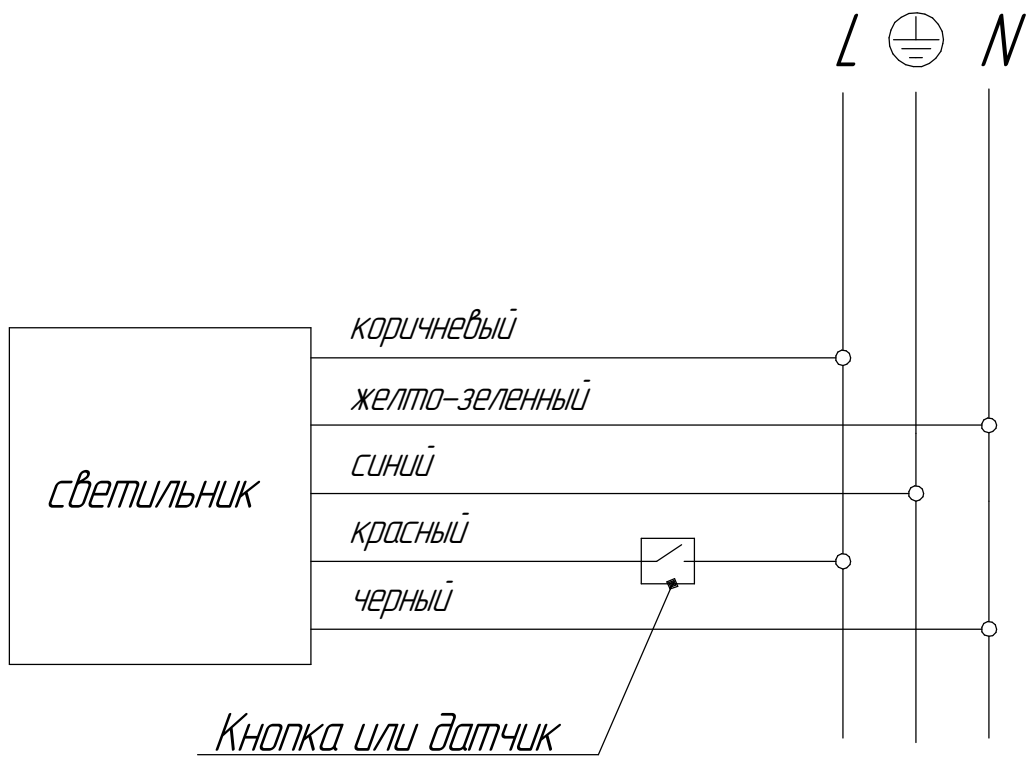 L N
коричневый
желто-зеленный
синий
светильник
красный
черный
Кнопка или датчик